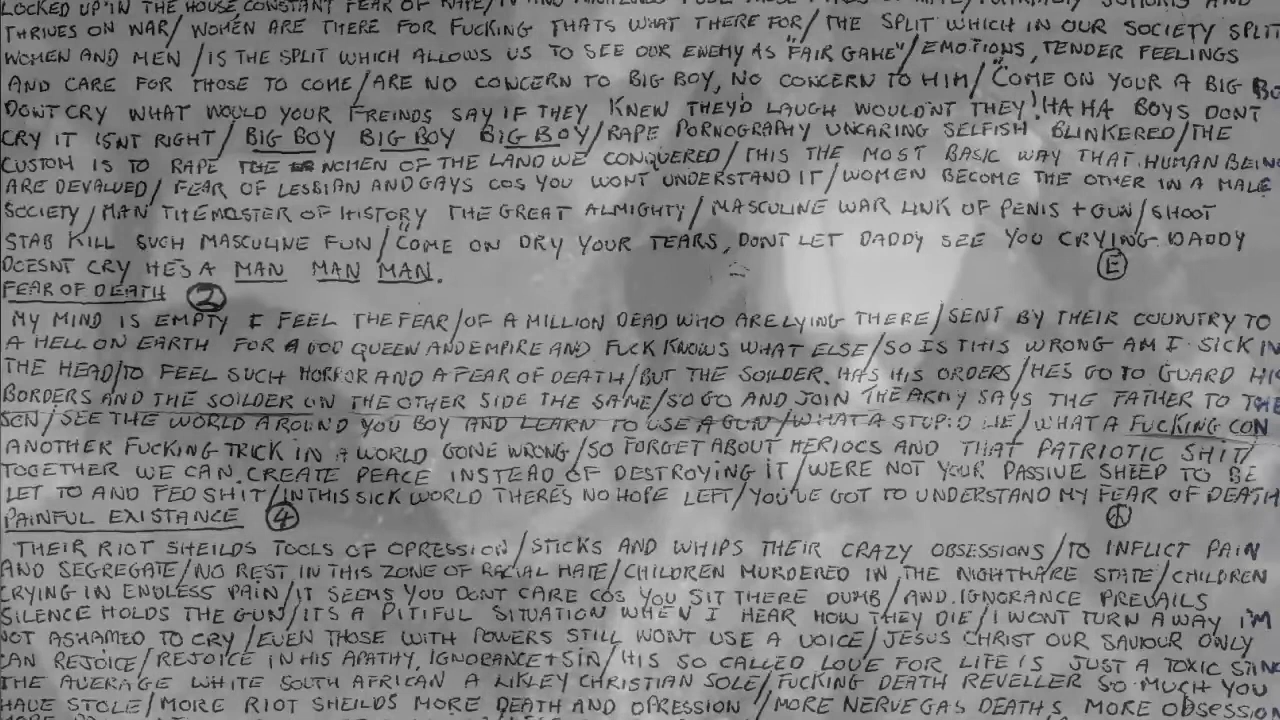 LOCKED UP IN THE HOUSE CONSTANT FEAR OF RAPE/
THRIVES ON WAR/ WOMEN ARE THERE FOR FUCKING THATS WHAT THERE FOR/THE SPLIT WHICH IN OUR SOCIETY SPLIT
WOMEN AND MEN /IS THE SPLIT WHICH ALLOWS US TO SEE OUR ENEMY AS "FAIR GAME"/EMOTIONS, TENDER FEELINGS
AND CARE FOR THOSE TO COME/ARE NO CONCERN TO BIG BOY, NO CONCERN TO HIM/"COME ON YOUR A BIG BO
DONT CRY WHAT WOULD YOUR FREINDS SAY IF THEY KNEW THEY'D LAUGH WOULDNT THEY! HA HA BOYS DONT
CRY IT ISNT RIGHT/BIG BOY BIG BOY BIG BOY/RAPE PORNOGRAPHY UNCARING SELFISH BLINKERED/THE
CUSTOM IS TO RAPE THE WOMEN OF THE LAND WE CONQUERED/THIS THE MOST BASIC WAY THAT HUMAN BEING
ARE DEVALUED/ FEAR OF LESBIAN AND GAYS COS YOU WONT UNDERSTAND IT/WOMEN BECOME THE OTHER IN A MALE
SOCIETY/MAN THEMOSTER OF HISTORY THE GREAT ALMIGHTY/MASCULINE WAR LINK OF PENIS + GUN/SHOOT
STAB KILL SUCH MASCULINE FUN/"COME ON DRY YOUR TEARS, DONT LET DADDY SEE YOU CRYING DADDY
DOESNT CRY HE'S A MAN MAN MAN. E
FEAR OF DEATH 2
MY MIND IS EMPTY I FEEL THE FEAR/OF A MILLION DEAD WHO ARE LYING THERE/SENT BY THEIR COUNTRY TO
A HELL ON EARTH FOR A GOD QUEEN AND EMPIRE AND FUCK KNOWS WHAT ELSE/SO IS THIS WRONG AM I SICK IN
THE HEAD/TO FEEL SUCH HORROR AND A FEAR OF DEATH/BUT THE SOILDER HAS HIS ORDERS/HES GO TO GUARD HIS
BORDERS AND THE SOILDER ON THE OTHER SIDE THE SAME/SO GO AND JOIN THE ARMY SAYS THE FATHER TO THE
SON/SEE THE WORLD AROUND YOU BOY AND LEARN TO USE A GUN/WHAT A STUPID LIE/WHAT A FUCKING CON
ANOTHER FUCKING TRICK IN A WORLD GONE WRONG/SO FORGET ABOUT HERIOCS AND THAT PATRIOTIC SHIT/
TOGETHER WE CAN CREATE PEACE INSTEAD OF DESTROYING IT/WERE NOT YOUR PASSIVE SHEEP TO BE
LET TO AND FED SHIT/IN THIS SICK WORLD THERE'S NO HOPE LEFT/YOU'VE GOT TO UNDERSTAND MY FEAR OF DEATH
PAINFUL EXISTANCE 4
THEIR RIOT SHEILDS TOOLS OF OPRESSION/STICKS AND WHIPS THEIR CRAZY OBSESSIONS/TO INFLICT PAIN
AND SEGREGATE/NO REST IN THIS ZONE OF RACIAL HATE/CHILDREN MURDERED IN THE NIGHTMARE STATE/CHILDREN
CRYING IN ENDLESS PAIN/IT SEEMS YOU DONT CARE COS YOU SIT THERE DUMB/AND IGNORANCE PREVAILS
SILENCE HOLDS THE GUN/ITS A PITIFUL SITUATION WHEN I HEAR HOW THEY DIE/I WONT TURN AWAY I'M
NOT ASHAMED TO CRY/EVEN THOSE WITH POWERS STILL WONT USE A VOICE/JESUS CHRIST OUR SAVIOUR ONLY
CAN REJOICE/REJOICE IN HIS APATHY, IGNORANCE+SIN/HIS SO CALLED LOVE FOR LIFE IS JUST A TOXIC
THE AVERAGE WHITE SOUTH AFRICAN A LIKLEY CHRISTIAN SOLE/FUCKING DEATH REVELLER SO MUCH YOU
HAVE STOLE/MORE RIOT SHEILDS MORE DEATH AND OPRESSION/MORE NERVE GAS DEATHS, MORE OBSESSION